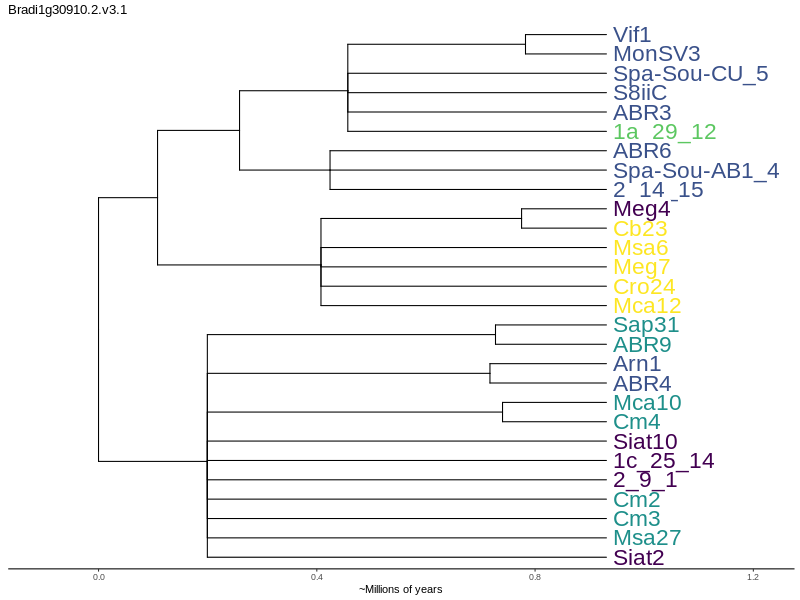 Bradi1g30910.2.v3.1
Vif1
MonSV3
Spa-Sou-CU_5
S8iiC
ABR3
1a_29_12
ABR6
Spa-Sou-AB1_4
2_14_15
Meg4
Cb23
Msa6
Meg7
Cro24
Mca12
Sap31
ABR9
Arn1
ABR4
Mca10
Cm4
Siat10
1c_25_14
2_9_1
Cm2
Cm3
Msa27
Siat2
0.0 0.4 0.8 1.2
~Millions of years